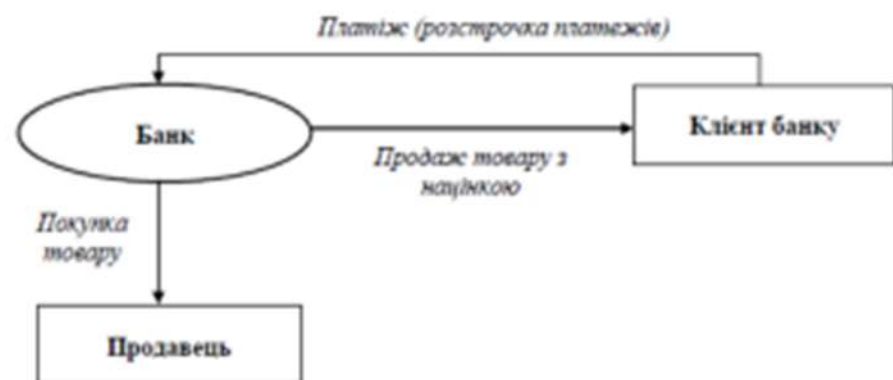 Платіж (розстрочка платежів)
Банк
Клієнт банку
Продаж товару з
націнкою
Покупка
товару
Продавець